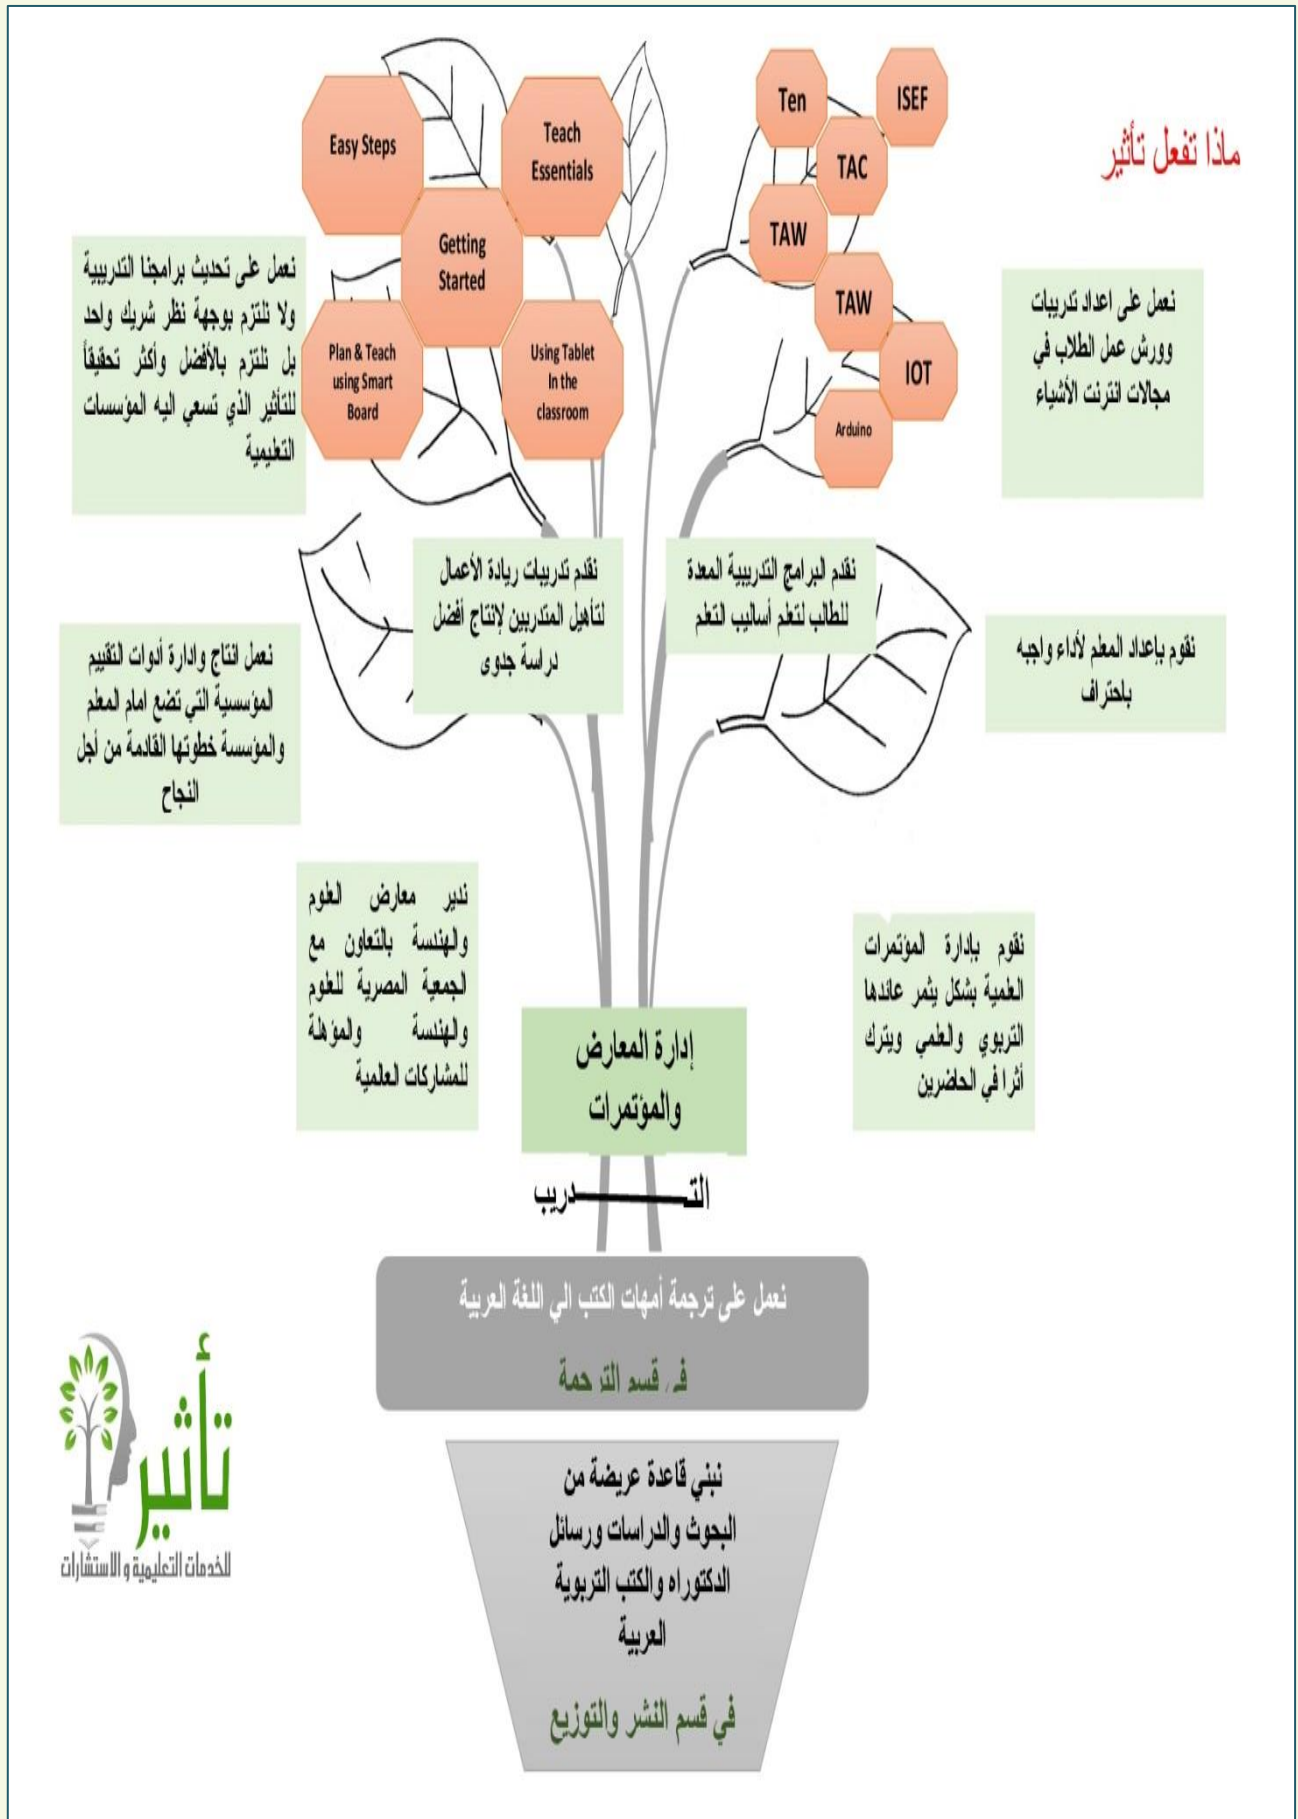 ماذا تفعل تأثير
Ten
ISEF
TAC
TAW
TAW
IOT
Arduino
Easy Steps
Teach
Essentials
Getting
Started
Plan & Teach
using Smart
Board
Using Tablet
In the
classroom
نعمل على اعداد تدريبات
وورش عمل الطلاب في
مجالات انترنت الأشياء
نعمل على تحديث برامجنا التدريبية
ولا نلتزم بوجهة نظر شريك واحد
بل نلتزم بالأفضل وأكثر تحقيقاً
للتأثير الذي تسعي اليه المؤسسات
التعليمية
نقدم البرامج التدريبية المعدة
للطالب لتعلم أساليب التعلم
نقدم تدريبات ريادة الأعمال
لتأهيل المتدربين لإنتاج أفضل
دراسة جدوى
نقوم بإعداد المعلم لأداء واجبه
باحتراف
نعمل انتاج وادارة أدوات التقييم
المؤسسية التي تضع امام المعلم
والمؤسسة خطوتها القادمة من أجل
النجاح
نقوم بإدارة المؤتمرات
العلمية بشكل يثمر عائدها
التربوي والعلمي ويترك
أثرا في الحاضرين
ندير معارض العلوم
والهندسة بالتعاون مع
الجمعية المصرية للعلوم
والهندسة والمؤهلة
للمشاركات العالمية
إدارة المعارض
والمؤتمرات
التـــــــدريب
نعمل على ترجمة أمهات الكتب الي اللغة العربية
في قسم الترجمة
نبني قاعدة عريضة من
البحوث والدراسات ورسائل
الدكتوراه والكتب التربوية
العربية
في قسم النشر والتوزيع
تأثير
للخدمات التعليمية و الاستشارات